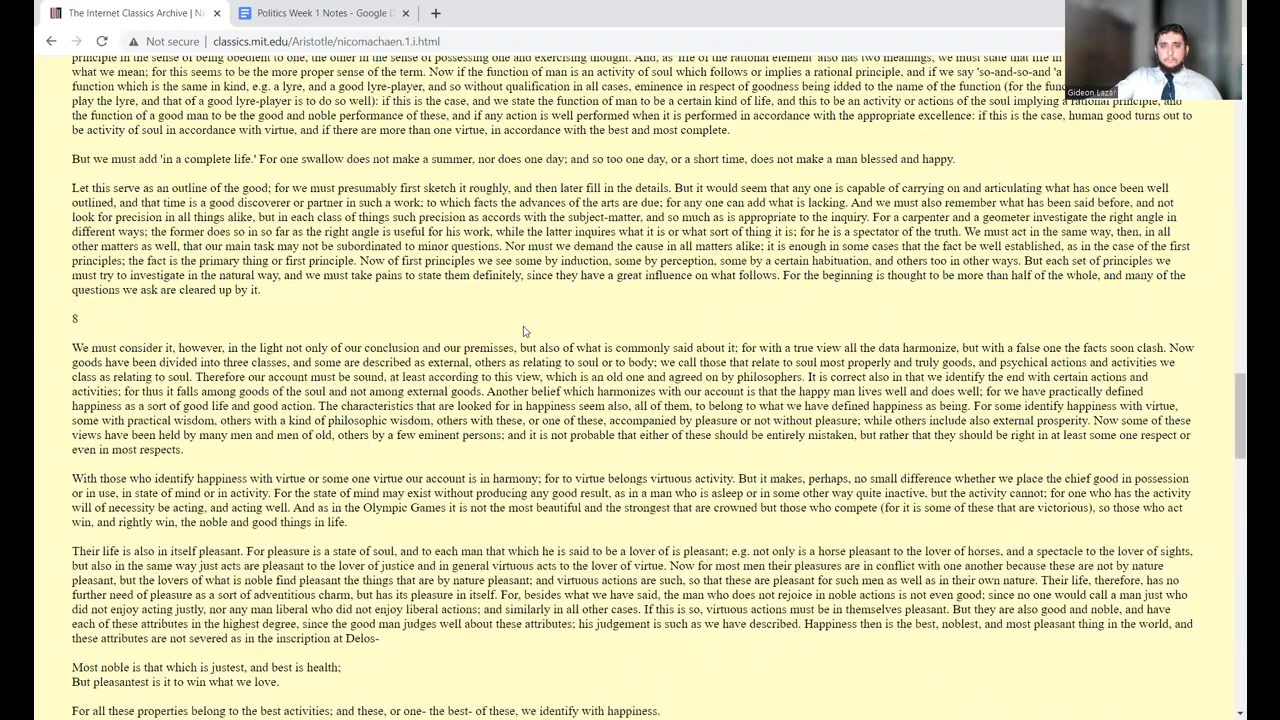 The Internet Classics Archive | Ni
Politics Week 1 Notes - Google D
Not secure
classics.mit.edu/Aristotle/nicomachaen.1.i.html
Gideon Lazar
principle in the sense of being obedient to one, the other in the sense of possessing one and exercising thought. And, as 'life of the rational element' also has two meanings, we must state that life in
what we mean; for this seems to be the more proper sense of the term. Now if the function of man is an activity of soul which follows or implies a rational principle, and if we say 'so-and-so-and 'a
function which is the same in kind, e.g. a lyre, and a good lyre-player, and so without qualification in all cases, eminence in respect of goodness being idded to the name of the function (for the func
play the lyre, and that of a good lyre-player is to do so well): if this is the case, and we state the function of man to be a certain kind of life, and this to be an activity or actions of the soul implying a rational principle, and
the function of a good man to be the good and noble performance of these, and if any action is well performed when it is performed in accordance with the appropriate excellence: if this is the case, human good turns out to
be activity of soul in accordance with virtue, and if there are more than one virtue, in accordance with the best and most complete.
But we must add 'in a complete life.' For one swallow does not make a summer, nor does one day; and so too one day, or a short time, does not make a man blessed and happy.
Let this serve as an outline of the good; for we must presumably first sketch it roughly, and then later fill in the details. But it would seem that any one is capable of carrying on and articulating what has once been well
outlined, and that time is a good discoverer or partner in such a work; to which facts the advances of the arts are due; for any one can add what is lacking. And we must also remember what has been said before, and not
look for precision in all things alike, but in each class of things such precision as accords with the subject-matter, and so much as is appropriate to the inquiry. For a carpenter and a geometer investigate the right angle in
different ways; the former does so in so far as the right angle is useful for his work, while the latter inquires what it is or what sort of thing it is; for he is a spectator of the truth. We must act in the same way, then, in all
other matters as well, that our main task may not be subordinated to minor questions. Nor must we demand the cause in all matters alike; it is enough in some cases that the fact be well established, as in the case of the first
principles; the fact is the primary thing or first principle. Now of first principles we see some by induction, some by perception, some by a certain habituation, and others too in other ways. But each set of principles we
must try to investigate in the natural way, and we must take pains to state them definitely, since they have a great influence on what follows. For the beginning is thought to be more than half of the whole, and many of the
questions we ask are cleared up by it.
8
We must consider it, however, in the light not only of our conclusion and our premisses, but also of what is commonly said about it; for with a true view all the data harmonize, but with a false one the facts soon clash. Now
goods have been divided into three classes, and some are described as external, others as relating to soul or to body; we call those that relate to soul most properly and truly goods, and psychical actions and activities we
class as relating to soul. Therefore our account must be sound, at least according to this view, which is an old one and agreed on by philosophers. It is correct also in that we identify the end with certain actions and
activities; for thus it falls among goods of the soul and not among external goods. Another belief which harmonizes with our account is that the happy man lives well and does well; for we have practically defined
happiness as a sort of good life and good action. The characteristics that are looked for in happiness seem also, all of them, to belong to what we have defined happiness as being. For some identify happiness with virtue,
some with practical wisdom, others with a kind of philosophic wisdom, others with these, or one of these, accompanied by pleasure or not without pleasure; while others include also external prosperity. Now some of these
views have been held by many men and men of old, others by a few eminent persons; and it is not probable that either of these should be entirely mistaken, but rather that they should be right in at least some one respect or
even in most respects.
With those who identify happiness with virtue or some one virtue our account is in harmony; for to virtue belongs virtuous activity. But it makes, perhaps, no small difference whether we place the chief good in possession
or in use, in state of mind or in activity. For the state of mind may exist without producing any good result, as in a man who is asleep or in some other way quite inactive, but the activity cannot; for one who has the activity
will of necessity be acting, and acting well. And as in the Olympic Games it is not the most beautiful and the strongest that are crowned but those who compete (for it is some of these that are victorious), so those who act
win, and rightly win, the noble and good things in life.
Their life is also in itself pleasant. For pleasure is a state of soul, and to each man that which he is said to be a lover of is pleasant; e.g. not only is a horse pleasant to the lover of horses, and a spectacle to the lover of sights,
but also in the same way just acts are pleasant to the lover of justice and in general virtuous acts to the lover of virtue. Now for most men their pleasures are in conflict with one another because these are not by nature
pleasant, but the lovers of what is noble find pleasant the things that are by nature pleasant; and virtuous actions are such, so that these are pleasant for such men as well as in their own nature. Their life, therefore, has no
further need of pleasure as a sort of adventitious charm, but has its pleasure in itself. For, besides what we have said, the man who does not rejoice in noble actions is not even good; since no one would call a man just who
did not enjoy acting justly, nor any man liberal who did not enjoy liberal actions; and similarly in all other cases. If this is so, virtuous actions must be in themselves pleasant. But they are also good and noble, and have
each of these attributes in the highest degree, since the good man judges well about these attributes; his judgement is such as we have described. Happiness then is the best, noblest, and most pleasant thing in the world, and
these attributes are not severed as in the inscription at Delos-
Most noble is that which is justest, and best is health;
But pleasantest is it to win what we love.
For all these properties belong to the best activities; and these, or one- the best- of these, we identify with happiness.